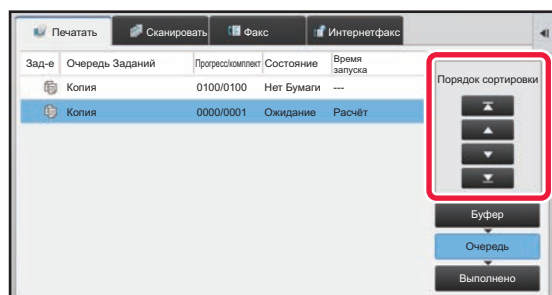 Печатать Сканировать Факс Интернетфакс
Зад-е Очередь Заданий Прогресс/комплект Состояние Время запуска
Копия 0100/0100 Нет Бумаги ---
Копия 0000/0001 Ожидание Расчёт
Порядок сортировки
Буфер
Очередь
Выполнено